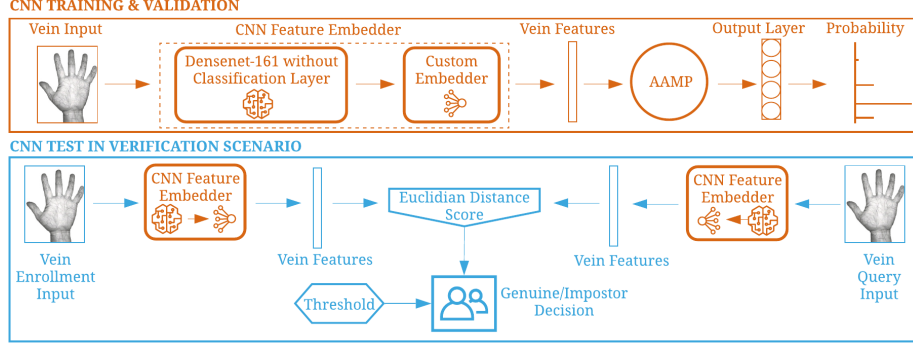 CNN TRAINING & VALIDATION
Vein Input
CNN Feature Embedder
Vein Features
Output Layer
Probability
Densenet-161 without
Classification Layer
Custom
Embedder
AAMP
CNN TEST IN VERIFICATION SCENARIO
CNN Feature
Embedder
Euclidian Distance
Score
CNN Feature
Embedder
Vein
Enrollment
Input
Vein Features
Vein Features
Vein
Query
Input
Threshold
Genuine/Impostor
Decision